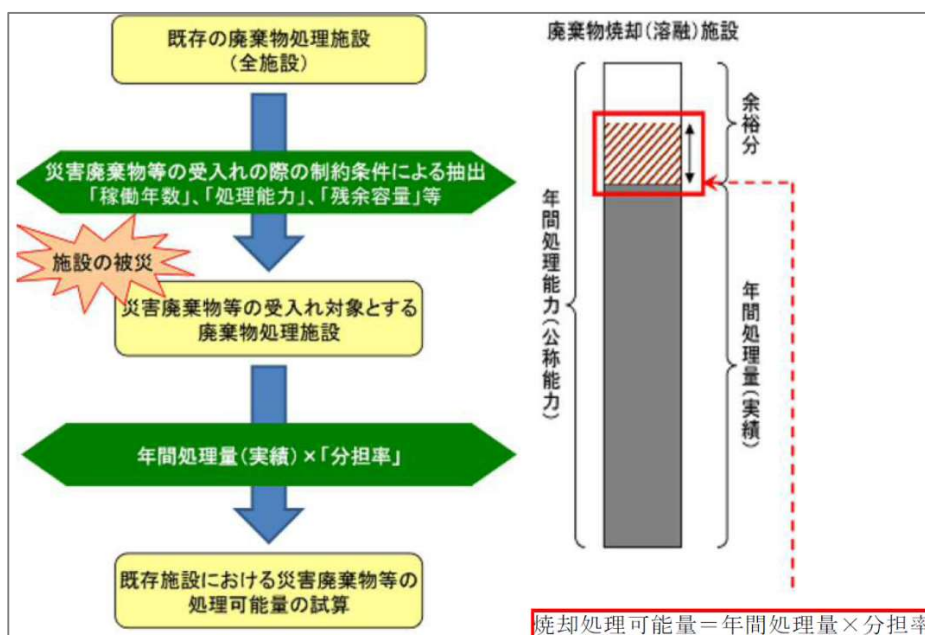 既存の廃棄物処理施設
(全施設)
災害廃棄物等の受入れの際の制約条件による抽出
「稼働年数」、「処理能力」、「残余容量」等
施設の被災
災害廃棄物等の受入れ対象とする
廃棄物処理施設
年間処理量(実績)×「分担率」
既存施設における災害廃棄物等の
処理可能量の試算
廃棄物焼却(溶融)施設
年間処理能力(公称能力)
余裕分
年間処理量(実績)
焼却処理可能量=年間処理量×分担率